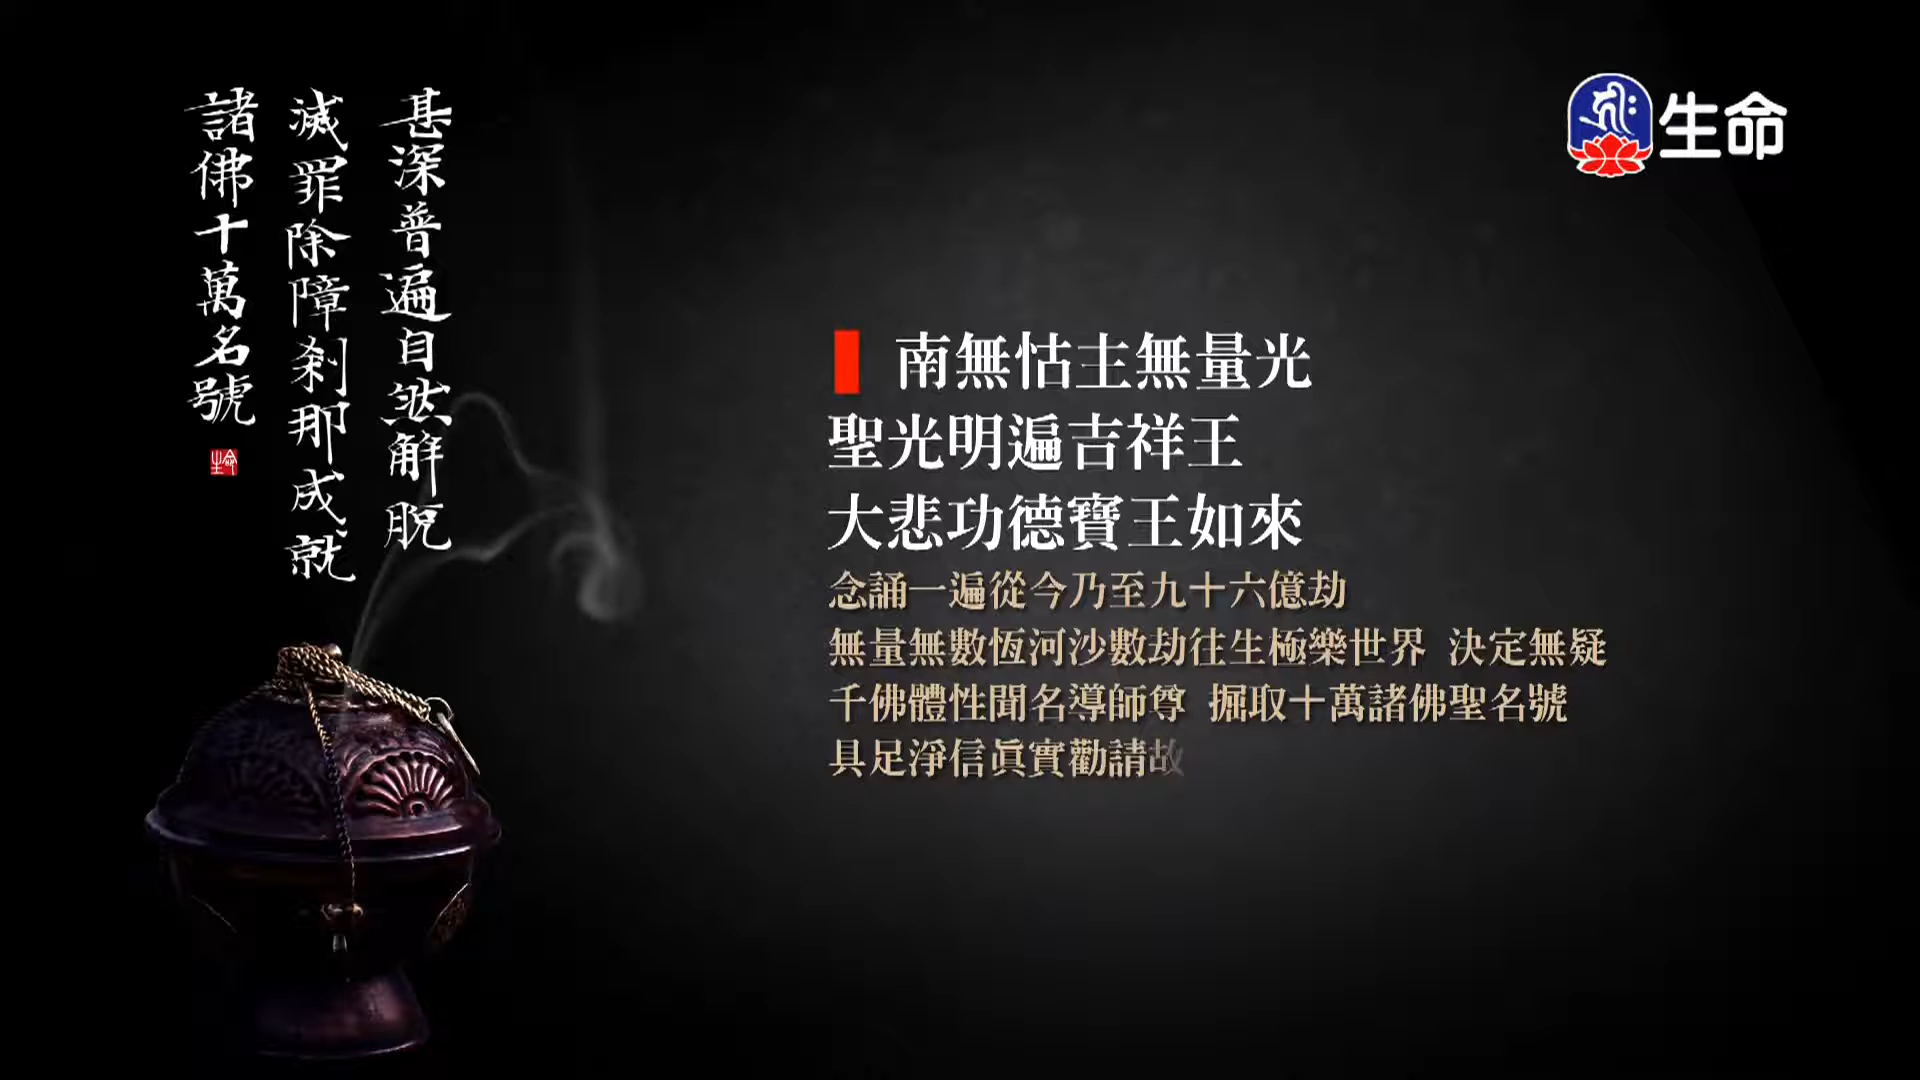 甚深普遍自然解脫
滅罪除障剎那成就
諸佛十萬名號
生命
生命
南無怙主無量光
聖光明遍吉祥王
大悲功德寶王如來
念誦一遍從今乃至九十六億劫
無量無數恆河沙數劫往生極樂世界 決定無疑
千佛體性聞名導師尊 掘取十萬諸佛聖名號
具足淨信眞實勸請故